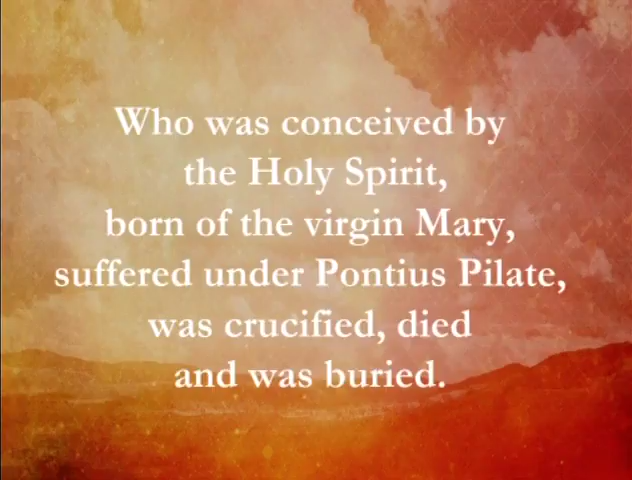 Who was conceived by
the Holy Spirit,
born of the virgin Mary,
suffered under Pontius Pilate,
was crucified, died
and was buried.